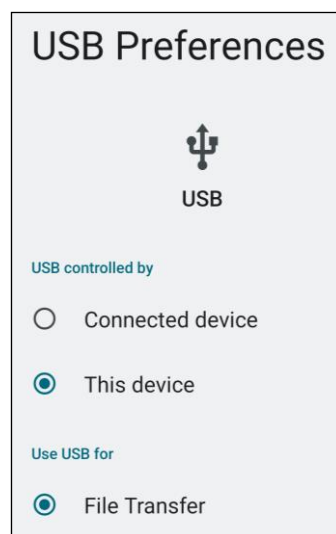 USB Preferences
USB
USB controlled by
Connected device
This device
Use USB for
File Transfer